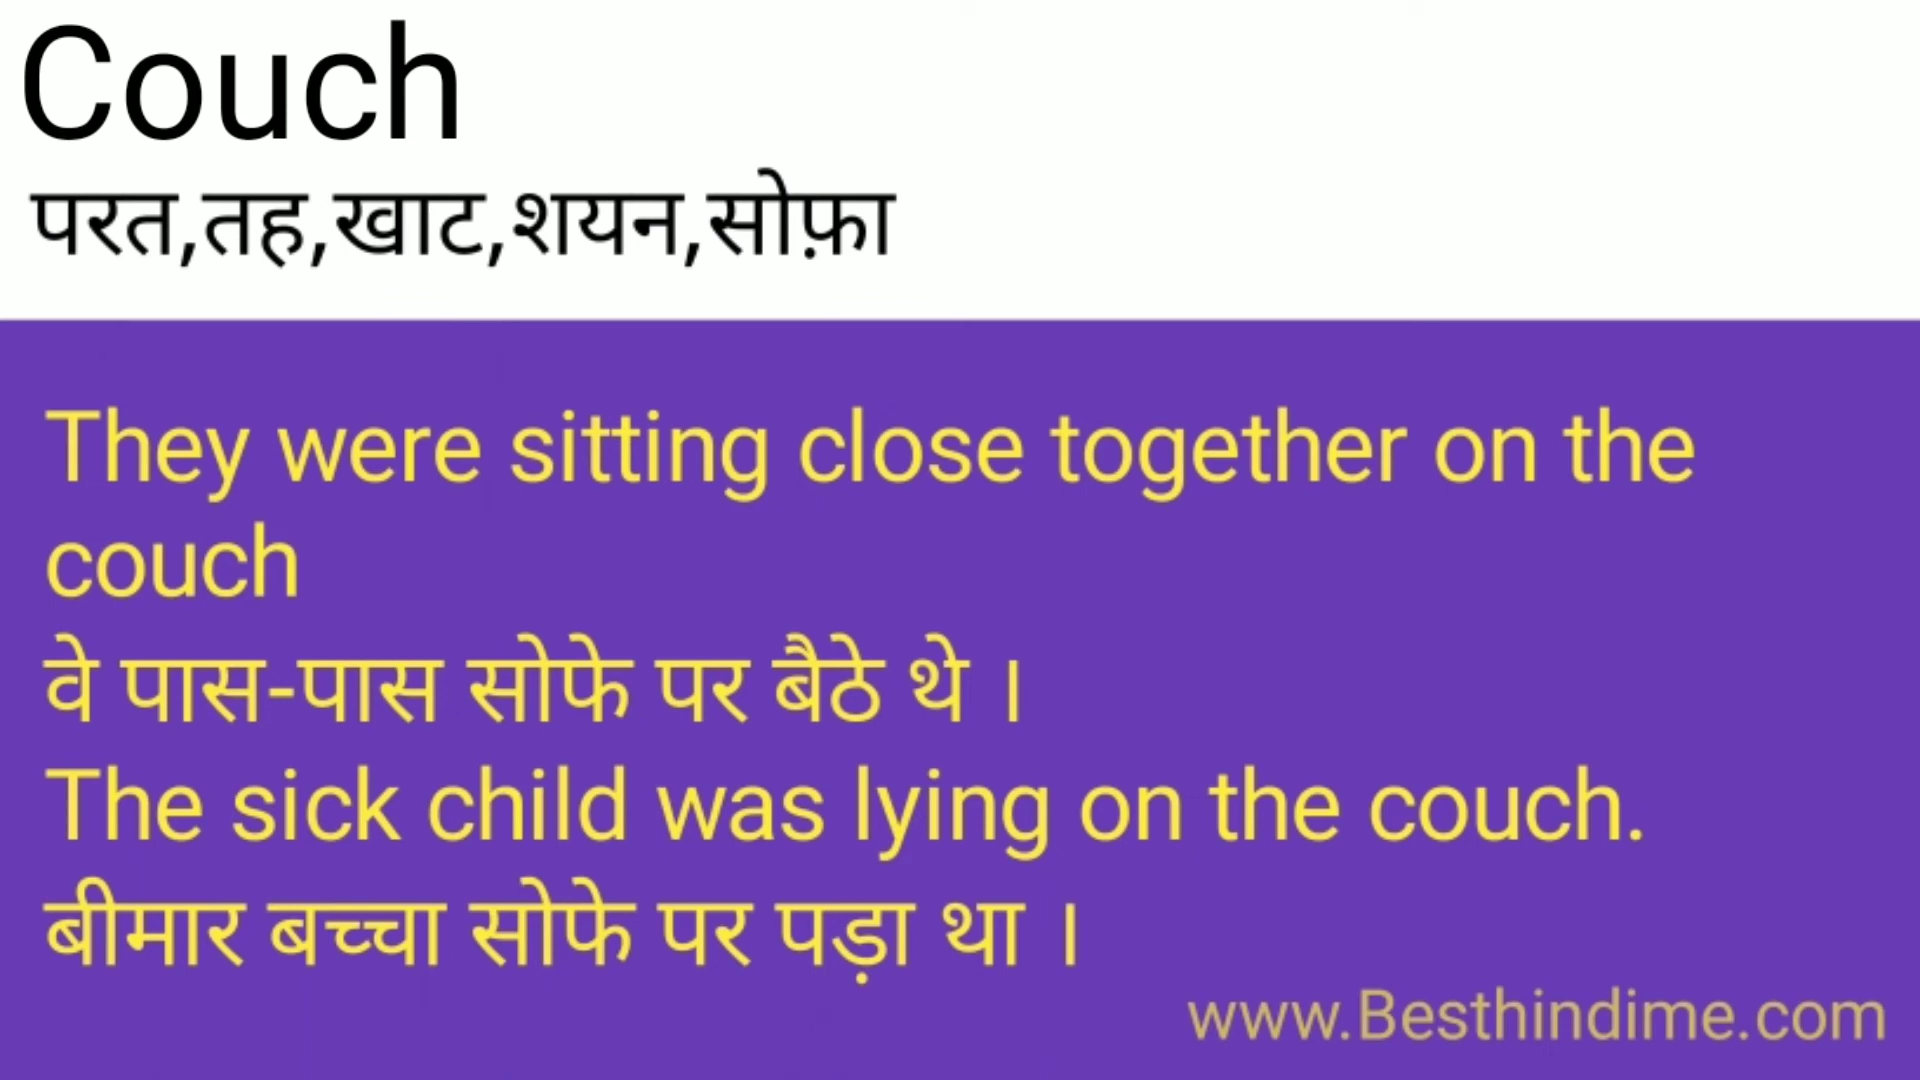 Couch
परत,तह,खाट,शयन,सोफ़ा
They were sitting close together on the
couch
वे पास-पास सोफे पर बैठे थे ।
The sick child was lying on the couch.
बीमार बच्चा सोफे पर पड़ा था ।
www.Besthindime.com